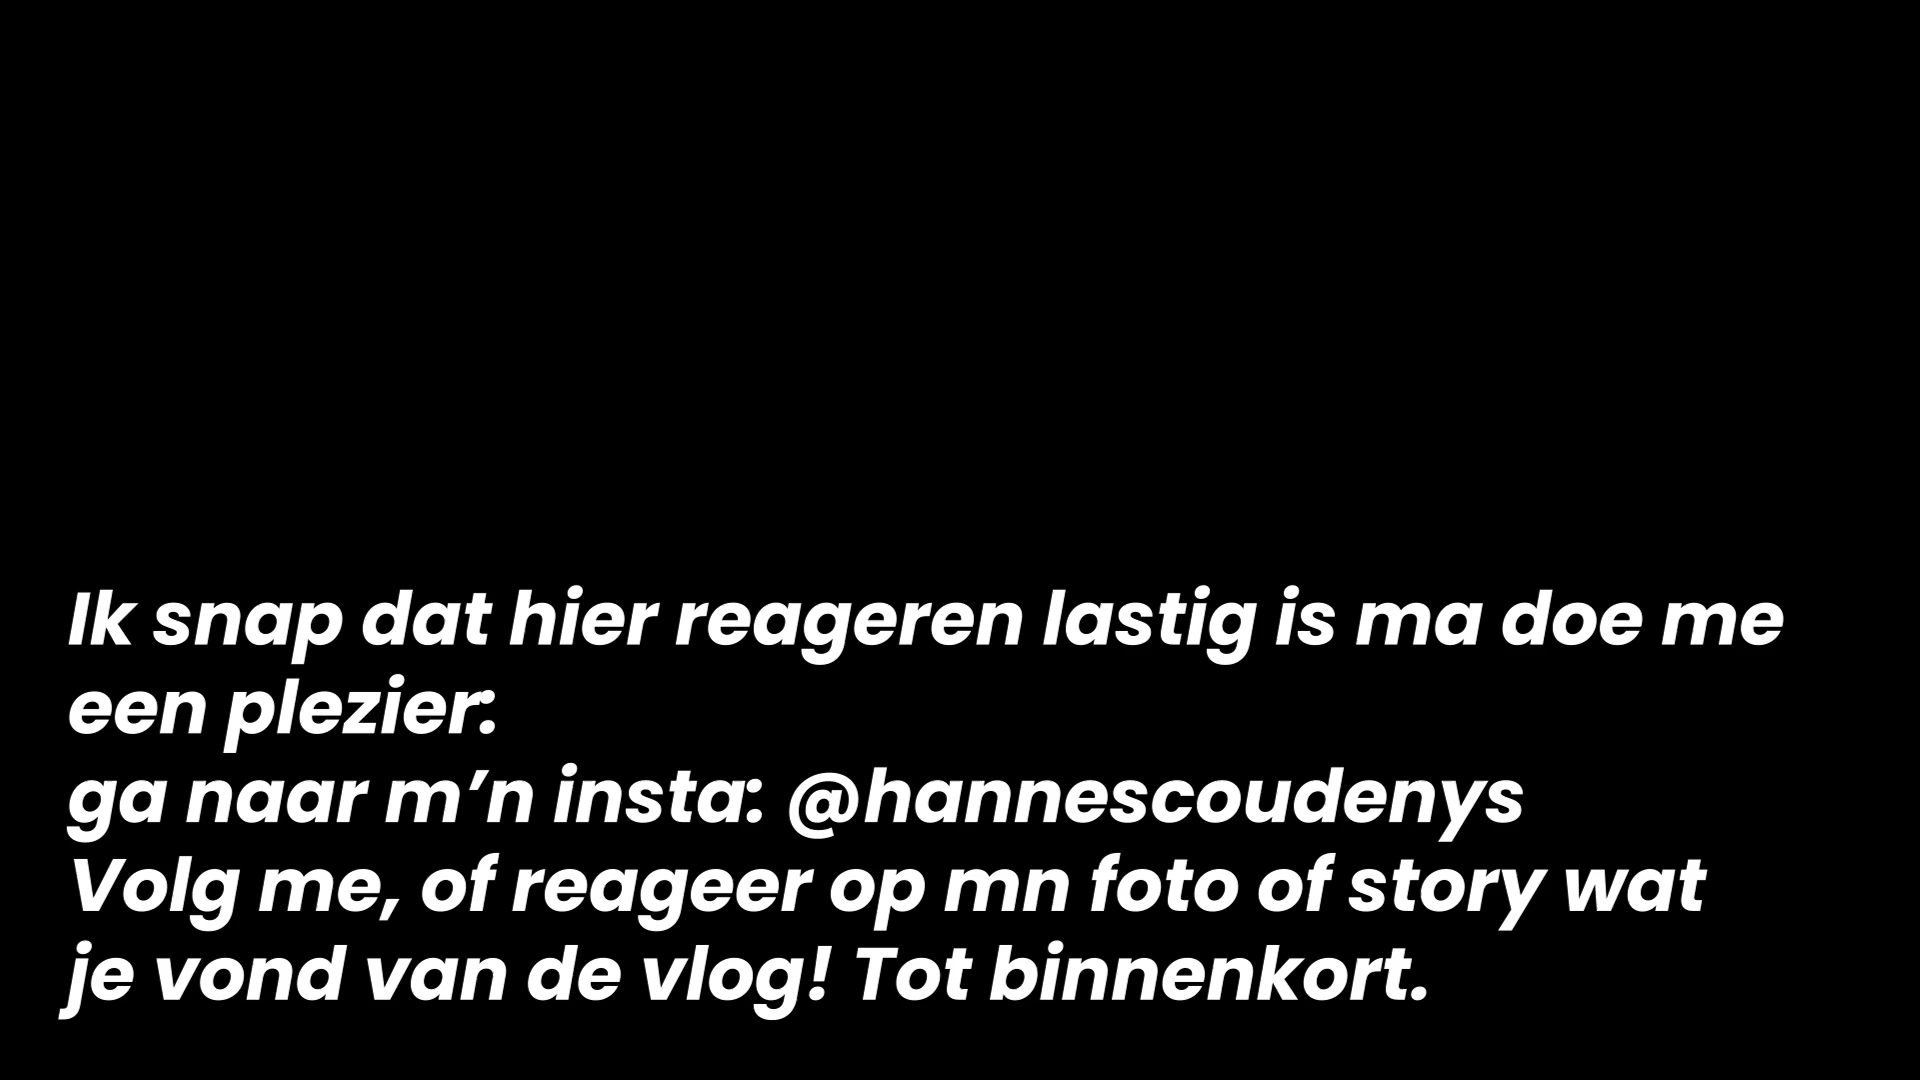 Ik snap dat hier reageren lastig is ma doe me
een plezier:
ga naar m’n insta: @hannescoudenys
Volg me, of reageer op mn foto of story wat
je vond van de vlog! Tot binnenkort.